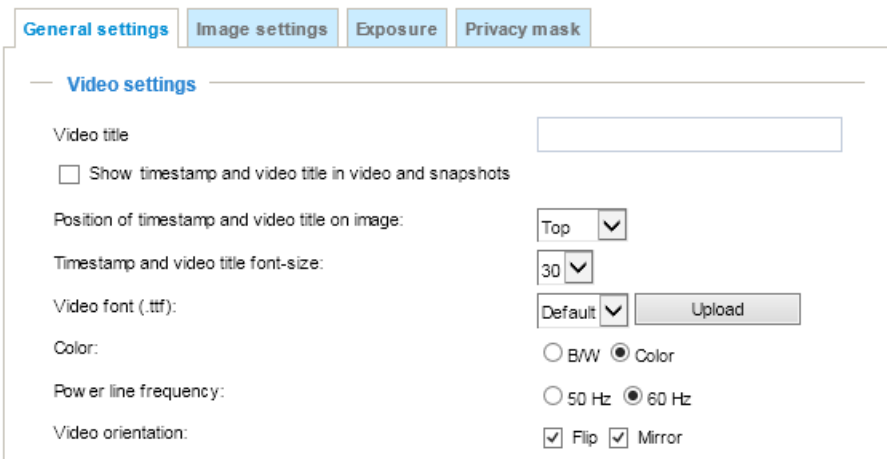 General settings Image settings Exposure Privacy mask
Video settings
Video title
Show timestamp and video title in video and snapshots
Position of timestamp and video title on image: Top
Timestamp and video title font-size: 30
Video font (.ttf): Default Upload
Color: B/W Color
Power line frequency: 50 Hz 60 Hz
Video orientation: Flip Mirror